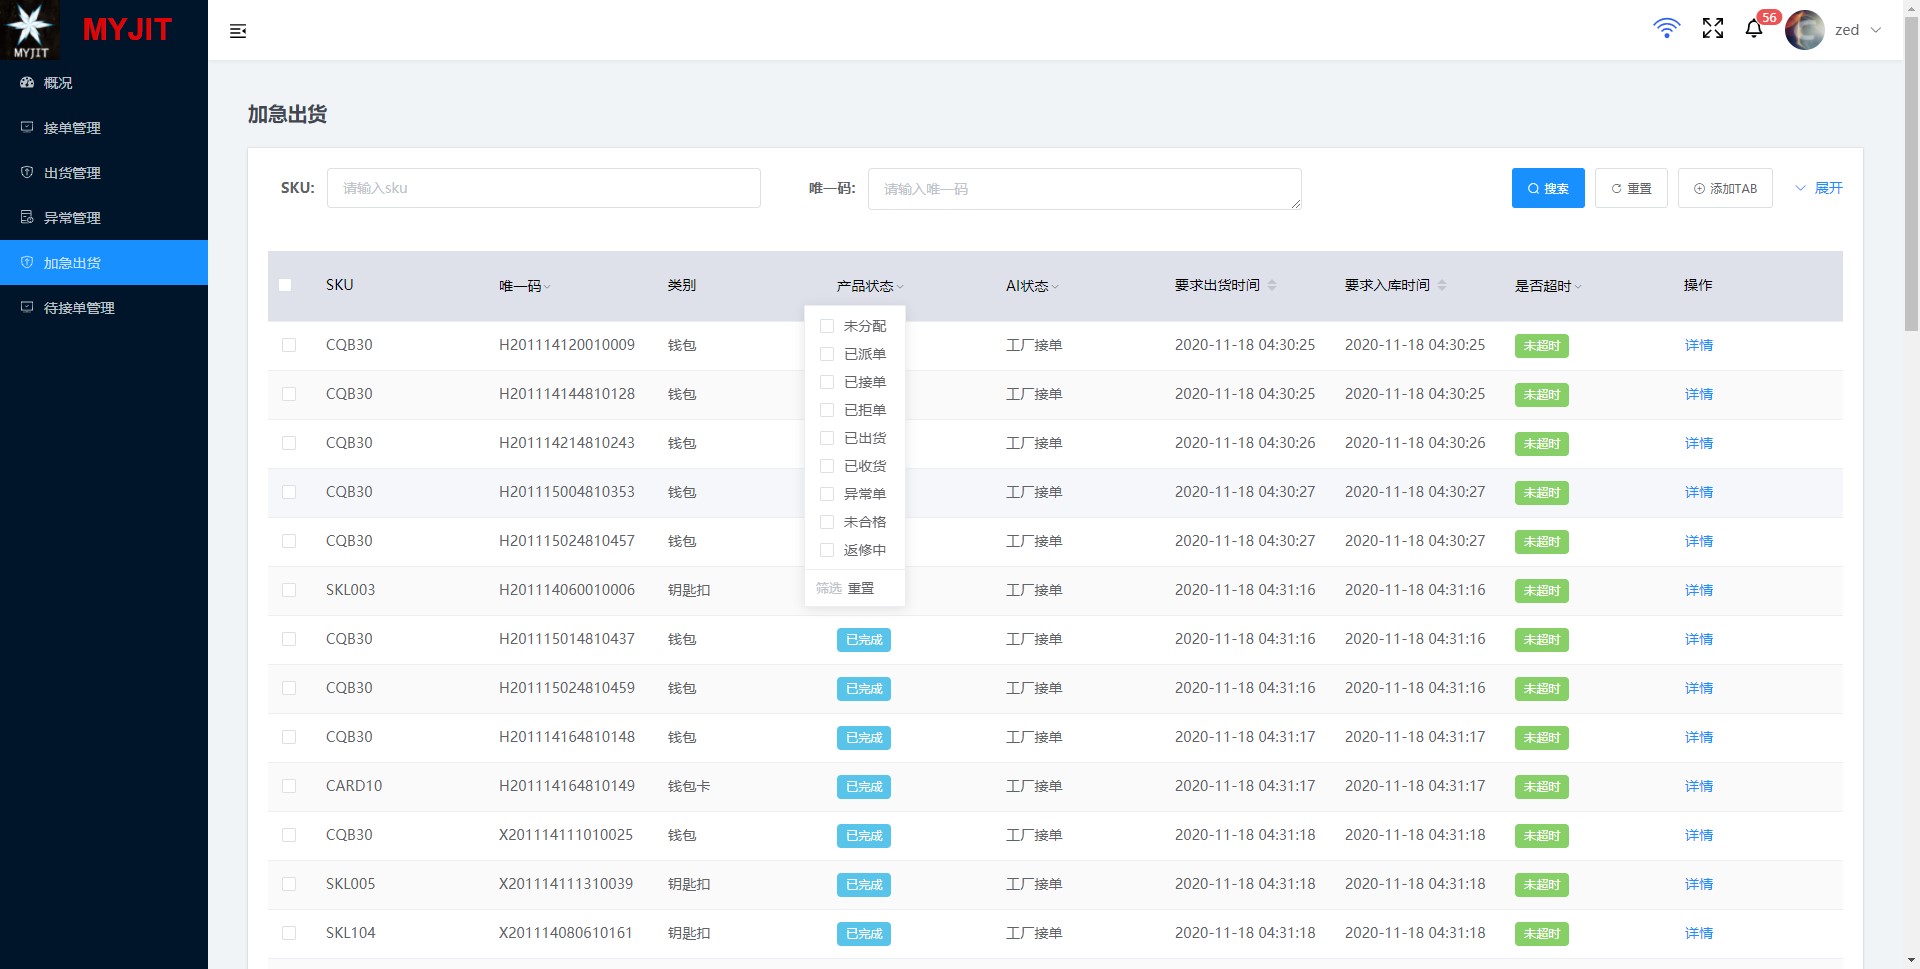 MYJIT
MYJIT
56
zed
概况
接单管理
出货管理
异常管理
加急出货
待接单管理
加急出货
SKU: 请输入sku 唯一码: 请输入唯一码 搜索 重置 添加TAB 展开
SKU 唯一码 类别 产品状态 AI状态 要求出货时间 要求入库时间 是否超时 操作
CQB30 H201114120010009 钱包 工厂接单 2020-11-18 04:30:25 2020-11-18 04:30:25 未超时 详情
CQB30 H201114144810128 钱包 工厂接单 2020-11-18 04:30:25 2020-11-18 04:30:25 未超时 详情
CQB30 H201114214810243 钱包 工厂接单 2020-11-18 04:30:26 2020-11-18 04:30:26 未超时 详情
CQB30 H201115004810353 钱包 工厂接单 2020-11-18 04:30:27 2020-11-18 04:30:27 未超时 详情
CQB30 H201115024810457 钱包 工厂接单 2020-11-18 04:30:27 2020-11-18 04:30:27 未超时 详情
SKL003 H201114060010006 钥匙扣 工厂接单 2020-11-18 04:31:16 2020-11-18 04:31:16 未超时 详情
未分配
已派单
已接单
已拒单
已出货
已收货
异常单
未合格
返修中
筛选 重置
CQB30 H201115014810437 钱包 已完成 工厂接单 2020-11-18 04:31:16 2020-11-18 04:31:16 未超时 详情
CQB30 H201115024810459 钱包 已完成 工厂接单 2020-11-18 04:31:16 2020-11-18 04:31:16 未超时 详情
CQB30 H201114164810148 钱包 已完成 工厂接单 2020-11-18 04:31:17 2020-11-18 04:31:17 未超时 详情
CARD10 H201114164810149 钱包卡 已完成 工厂接单 2020-11-18 04:31:17 2020-11-18 04:31:17 未超时 详情
CQB30 X201114111010025 钱包 已完成 工厂接单 2020-11-18 04:31:18 2020-11-18 04:31:18 未超时 详情
SKL005 X201114111310039 钥匙扣 已完成 工厂接单 2020-11-18 04:31:18 2020-11-18 04:31:18 未超时 详情
SKL104 X201114080610161 钥匙扣 已完成 工厂接单 2020-11-18 04:31:18 2020-11-18 04:31:18 未超时 详情